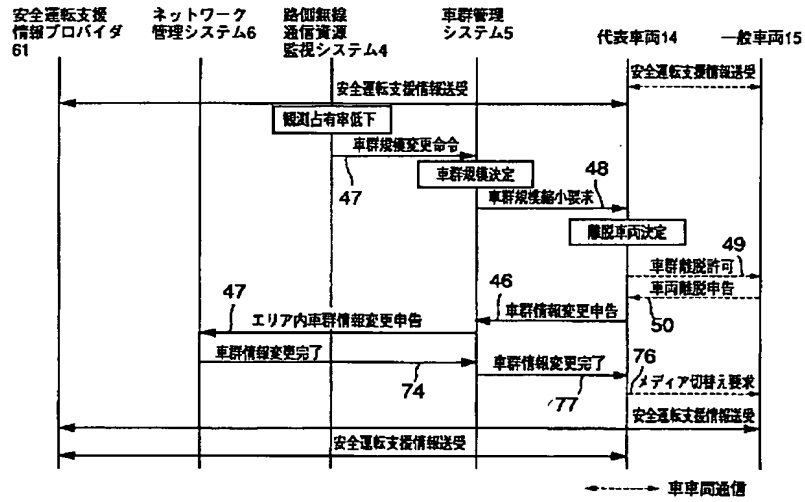 安全運転支援
情報プロバイダ
61
ネットワーク
管理システム6
路側無線
通信資源
監視システム4
車群管理
システム5
代表車両14
一般車両15
安全運転支援情報送受
安全運転支援情報送受
観測占有率低下
車群規模変更命令
47
車群規模決定
48
車群規模縮小要求
離脱車両決定
49
車群離脱許可
車両離脱申告
50
46
車群情報変更申告
47
エリア内車群情報変更申告
車群情報変更完了
74
車群情報変更完了
77
76
メディア切替え要求
安全運転支援情報送受
安全運転支援情報送受
車車間通信